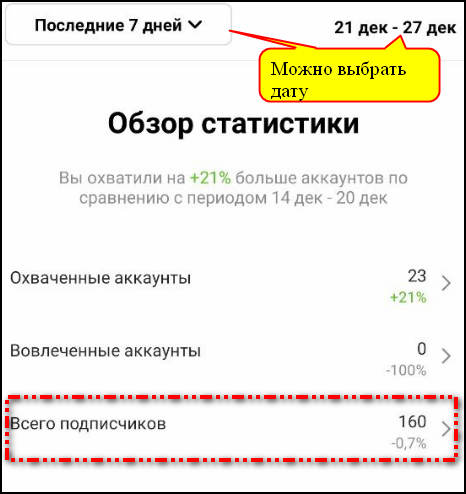 Последние 7 дней
21 дек - 27 дек
Можно выбрать
дату
Обзор статистики
Вы охватили на +21% больше аккаунтов по
сравнению с периодом 14 дек - 20 дек
Охваченные аккаунты 23
+21%
Вовлеченные аккаунты 0
-100%
Всего подписчиков 160
-0,7%